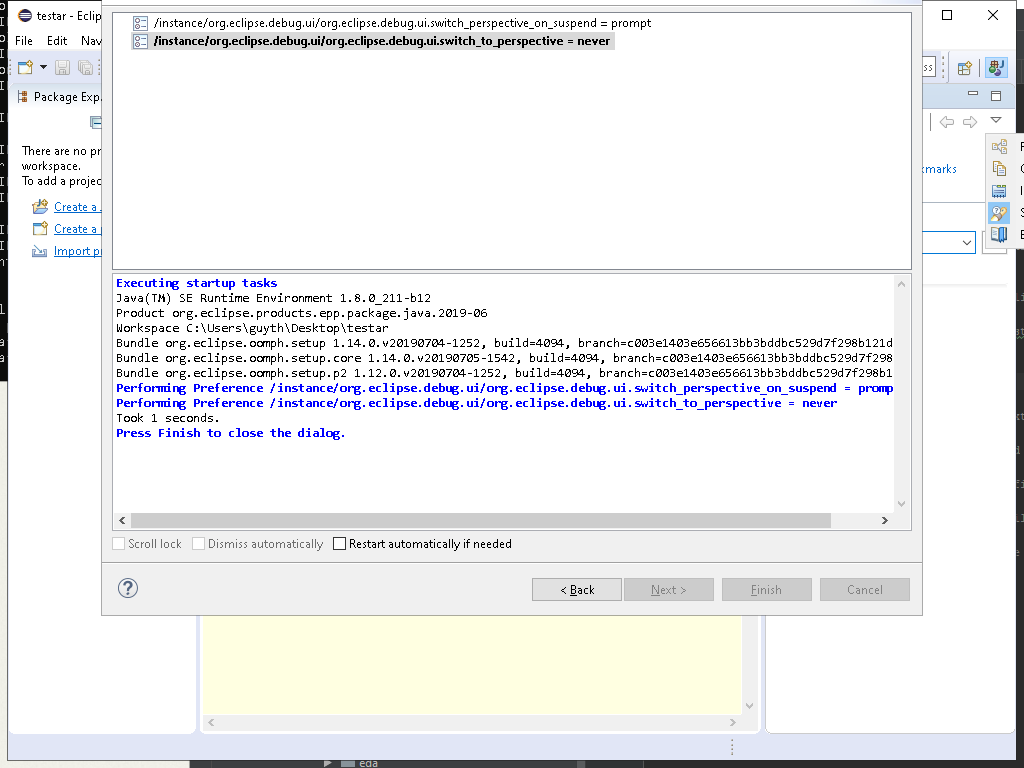 testar - Eclip
/instance/org.eclipse.debug.ui/org.eclipse.debug.ui.switch_perspective_on_suspend = prompt
/instance/org.eclipse.debug.ui/org.eclipse.debug.ui.switch_to_perspective = never
File Edit Nav
ss
Package Exp
There are no pr
workspace.
To add a projec
marks
Create a
Create a
Import p
Executing startup tasks
Java(TM) SE Runtime Environment 1.8.0_211-b12
Product org.eclipse.products.epp.package.java.2019-06
Workspace C:\Users\guyth\Desktop\testar
Bundle org.eclipse.oomph.setup 1.14.0.v20190704-1252, build=4094, branch=c003e1403e656613bb3bddbc529d7f298b121d
Bundle org.eclipse.oomph.setup.core 1.14.0.v20190705-1542, build=4094, branch=c003e1403e656613bb3bddbc529d7f298
Bundle org.eclipse.oomph.setup.p2 1.12.0.v20190704-1252, build=4094, branch=c003e1403e656613bb3bddbc529d7f298b1
Performing Preference /instance/org.eclipse.debug.ui/org.eclipse.debug.ui.switch_perspective_on_suspend = promp
Performing Preference /instance/org.eclipse.debug.ui/org.eclipse.debug.ui.switch_to_perspective = never
Took 1 seconds.
Press Finish to close the dialog.
Scroll lock Dismiss automatically Restart automatically if needed
? < Back Next > Finish Cancel
eda